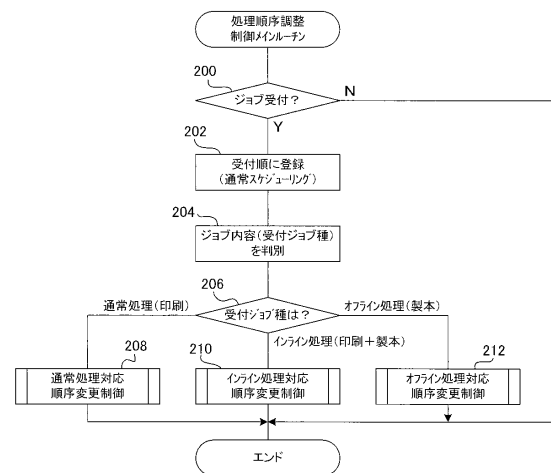 処理順序調整
制御メインルーチン
200
ジョブ受付?
N
Y
202
受付順に登録
(通常スケジューリング)
204
ジョブ内容(受付ジョブ種)
を判別
206
通常処理(印刷)
オフライン処理(製本)
受付ジョブ種は?
インライン処理(印刷+製本)
208
210
212
通常処理対応
順序変更制御
インライン処理対応
順序変更制御
オフライン処理対応
順序変更制御
エンド